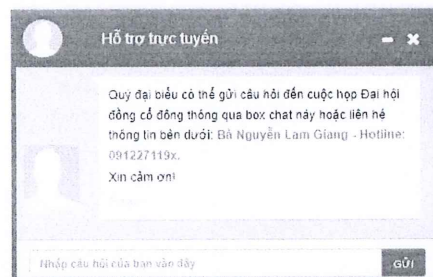 Hỗ trợ trực tuyến
Quý đại biểu có thể gửi câu hỏi đến cuộc họp Đại hội
đồng cổ đông thông qua box chat này hoặc liên hệ
thông tin bên dưới: Bà Nguyễn Lam Giang - Hotline:
091227119x.
Xin cảm ơn!
Nhập câu hỏi của bạn vào đây
GỬI